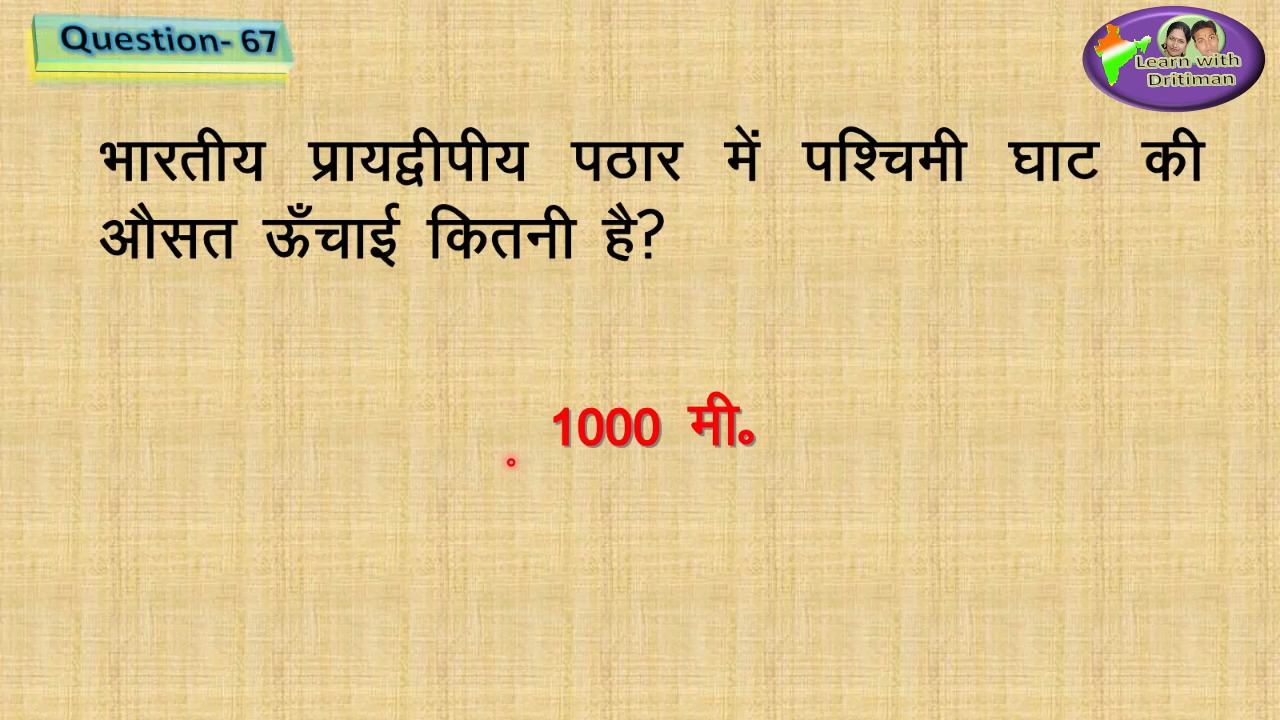 Question- 67
Learn with
Dritiman
भारतीय प्रायद्वीपीय पठार में पश्चिमी घाट की
औसत ऊँचाई कितनी है?
1000 मी॰